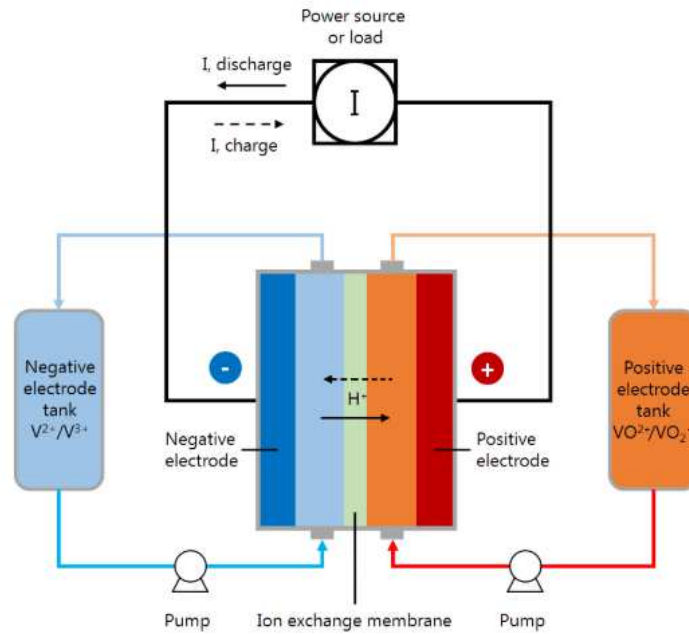 Power source
or load
I, discharge
I
I, charge
Negative
electrode
tank
V²⁺/V³⁺
-
+
Positive
electrode
tank
VO²⁺/VO₂⁺
H⁺
Negative
electrode
Positive
electrode
Pump
Ion exchange membrane
Pump